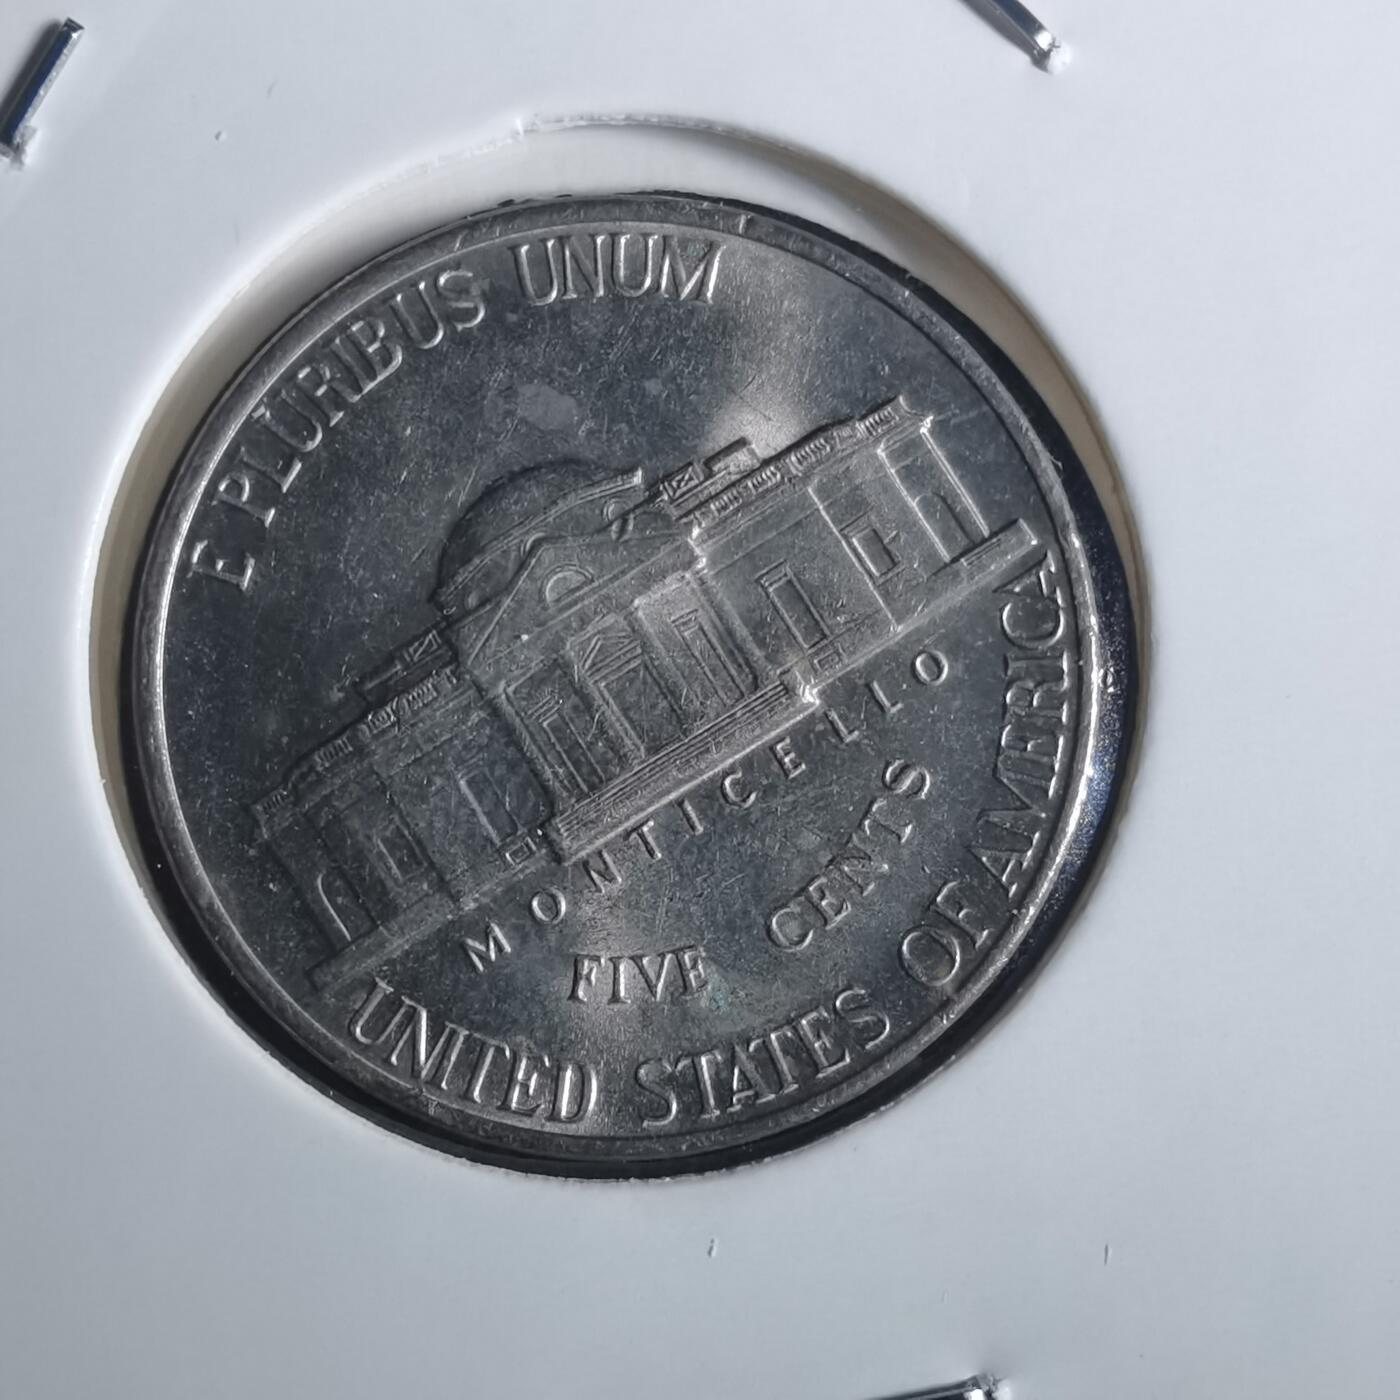 E PLURIBUS UNUM
MONTICELLO
FIVE CENTS
UNITED STATES OF AMERICA